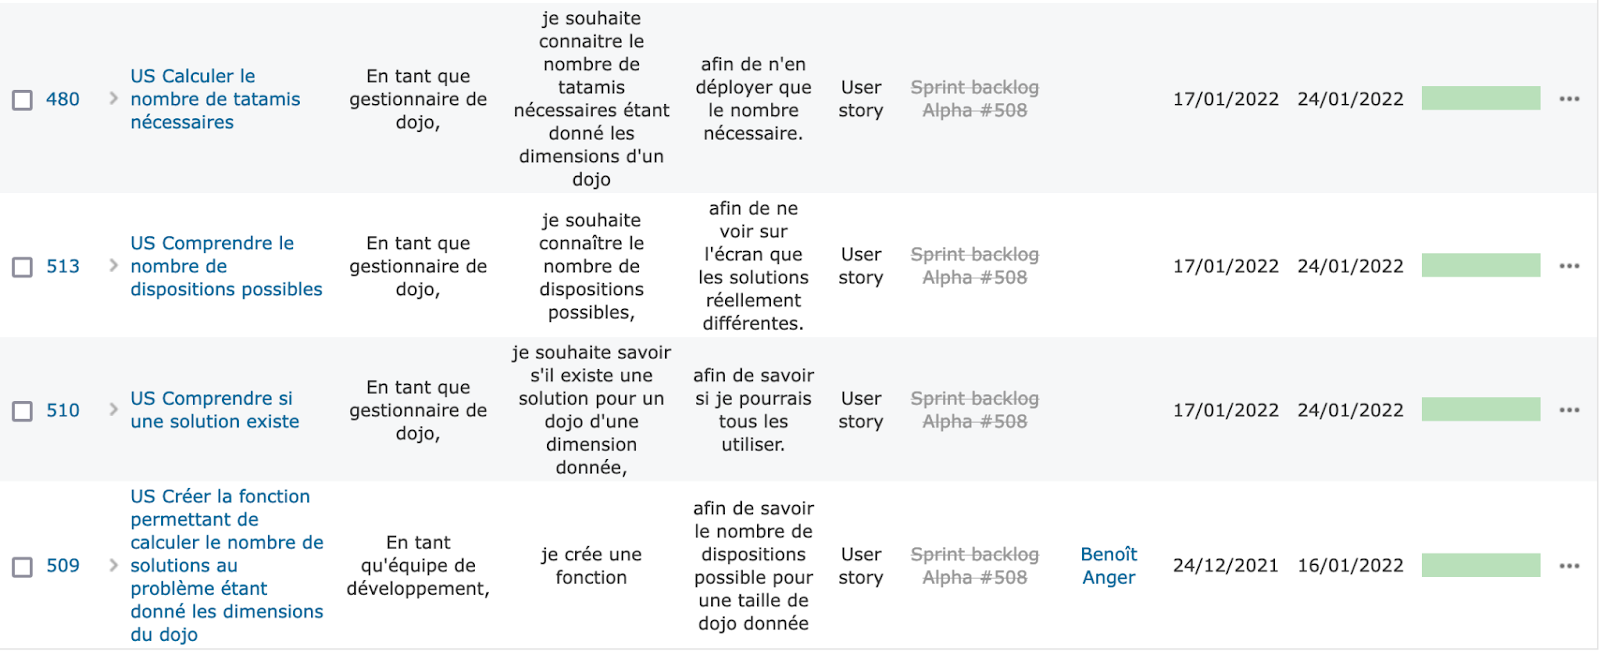 480
US Calculer le
nombre de tatamis
nécessaires
En tant que
gestionnaire de
dojo,
je souhaite
connaitre le
nombre de
tatamis
nécessaires étant
donné les
dimensions d'un
dojo
afin de n'en
déployer que
le nombre
nécessaire.
User
story
Sprint backlog
Alpha #508
17/01/2022
24/01/2022
513
US Comprendre le
nombre de
dispositions possibles
En tant que
gestionnaire de
dojo,
je souhaite
connaître le
nombre de
dispositions
possibles,
afin de ne
voir sur
l'écran que
les solutions
réellement
différentes.
User
story
Sprint backlog
Alpha #508
17/01/2022
24/01/2022
510
US Comprendre si
une solution existe
En tant que
gestionnaire de
dojo,
je souhaite savoir
s'il existe une
solution pour un
dojo d'une
dimension
donnée,
afin de savoir
si je pourrais
tous les
utiliser.
User
story
Sprint backlog
Alpha #508
17/01/2022
24/01/2022
509
US Créer la fonction
permettant de
calculer le nombre de
solutions au
problème étant
donné les dimensions
du dojo
En tant
qu'équipe de
développement,
je crée une
fonction
afin de savoir
le nombre de
dispositions
possible pour
une taille de
dojo donnée
User
story
Sprint backlog
Alpha #508
Benoît
Anger
24/12/2021
16/01/2022